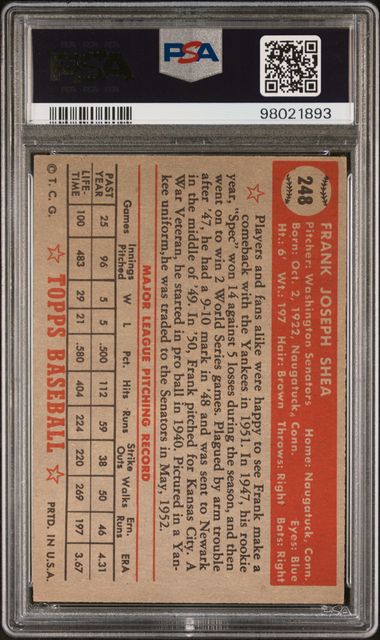 PSA
PSA
98021893
248
FRANK JOSEPH SHEA
Pitcher: Washington Senators Home: Naugatuck, Conn.
Born: Oct. 2, 1922, Naugatuck, Conn. Eyes: Blue
Ht.: 6' Wt.: 197 Hair: Brown Throws: Right Bats: Right
Players and fans alike were happy to see Frank make a
comeback with the Yankees in 1951. In 1947, his rookie
year, "Spec" won 14 against 5 losses during the season, and then
went on to win 2 World Series games. Plagued by arm trouble
after '47, he had a 9-10 mark in '48 and was sent to Newark
in the middle of '49. In '50, Frank pitched for Kansas City. A
War Veteran, he started in pro ball in 1940. Pictured in a Yan-
kee uniform, he was traded to the Senators in May, 1952.
MAJOR LEAGUE PITCHING RECORD
Games Innings Pitched W L Pct. Hits Runs Strike Outs Walks Ern. Runs ERA
PAST YEAR 25 96 5 5 .500 112 59 38 50 46 4.31
LIFE-TIME 100 483 29 21 .580 404 224 220 269 197 3.67
© T. C. G. TOPPS BASEBALL PRTD. IN U.S.A.